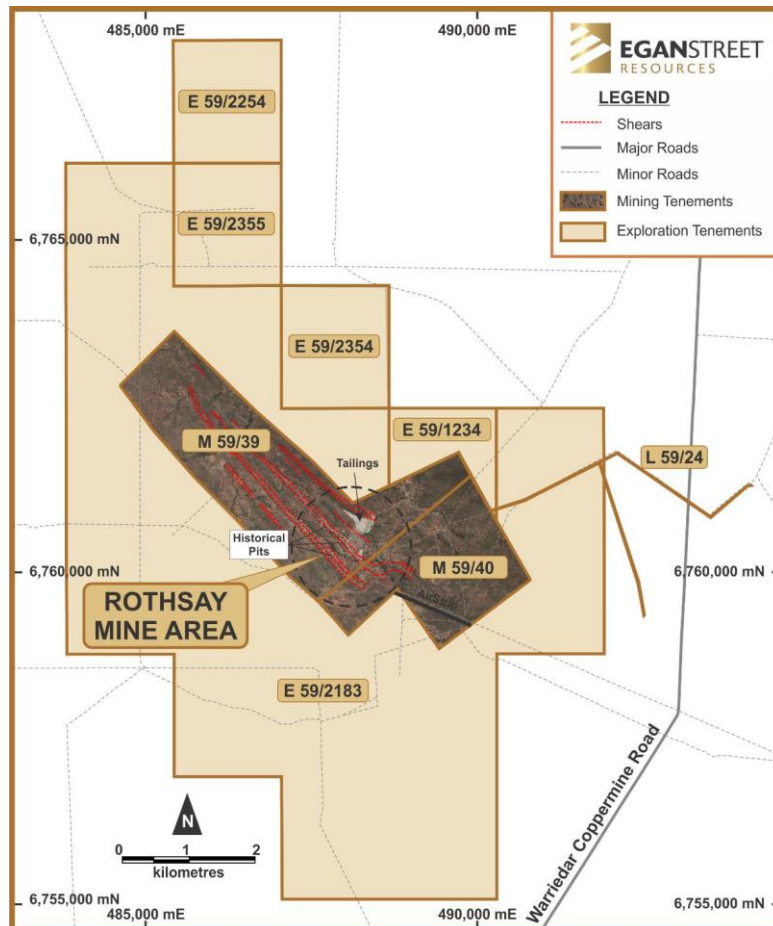 485,000 mE
490,000 mE
EGANSTREET
RESOURCES
LEGEND
Shears
Major Roads
Minor Roads
Mining Tenements
Exploration Tenements
E 59/2254
E 59/2355
6,765,000 mN
E 59/2354
E 59/1234
M 59/39
L 59/24
Tailings
Historical
Pits
M 59/40
6,760,000 mN
6,760,000 mN
AirStrip
ROTHSAY
MINE AREA
E 59/2183
Warriedar Coppermine Road
N
0 1 2
kilometres
6,755,000 mN
6,755,000 mN
485,000 mE
490,000 mE